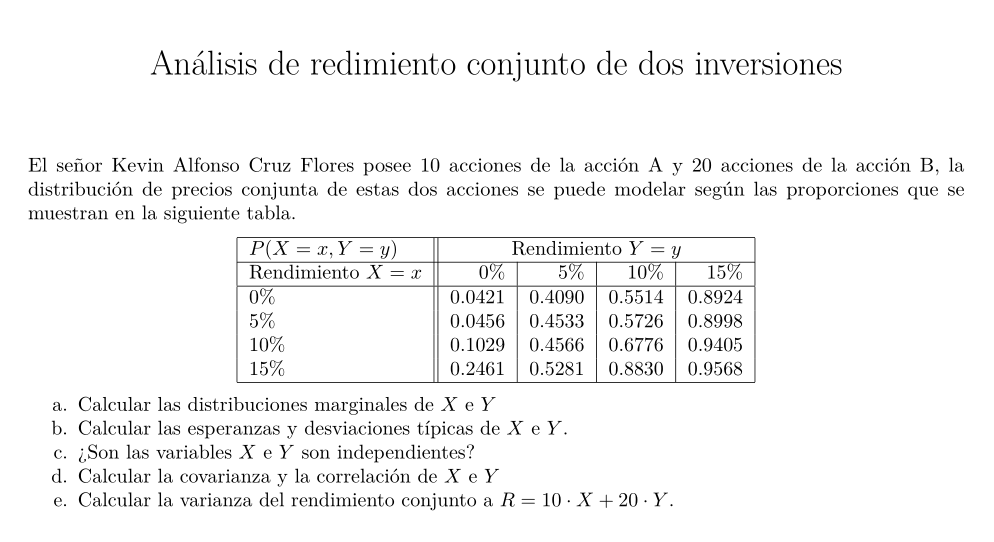 Análisis de redimiento conjunto de dos inversiones
El señor Kevin Alfonso Cruz Flores posee 10 acciones de la acción A y 20 acciones de la acción B, la
distribución de precios conjunta de estas dos acciones se puede modelar según las proporciones que se
muestran en la siguiente tabla.
P(X = x, Y = y) Rendimiento Y = y
Rendimiento X = x 0% 5% 10% 15%
0% 0.0421 0.4090 0.5514 0.8924
5% 0.0456 0.4533 0.5726 0.8998
10% 0.1029 0.4566 0.6776 0.9405
15% 0.2461 0.5281 0.8830 0.9568
a. Calcular las distribuciones marginales de X e Y
b. Calcular las esperanzas y desviaciones típicas de X e Y.
c. ¿Son las variables X e Y son independientes?
d. Calcular la covarianza y la correlación de X e Y
e. Calcular la varianza del rendimiento conjunto a R = 10 · X + 20 · Y.